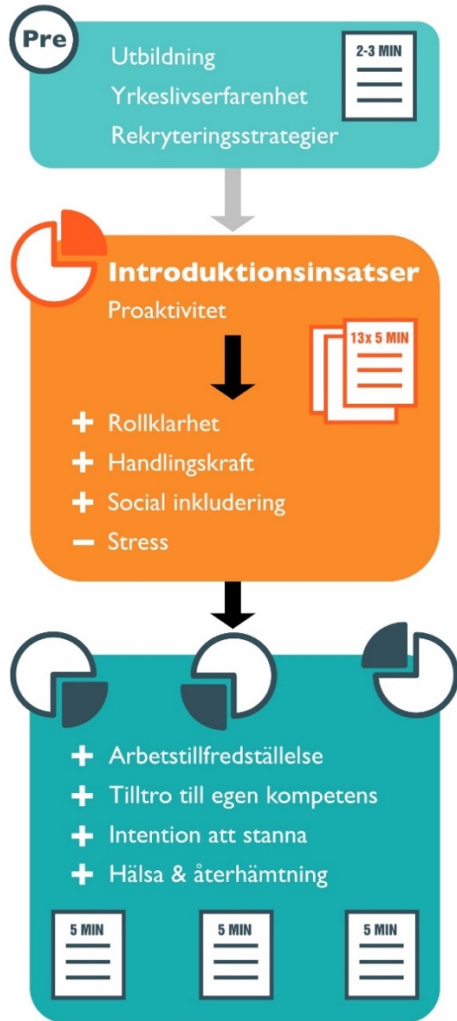 Pre
Utbildning
2-3 MIN
Yrkeslivserfarenhet
Rekryteringsstrategier
Introduktionsinsatser
Proaktivitet
13x 5 MIN
+ Rollklarhet
+ Handlingskraft
+ Social inkludering
− Stress
+ Arbetstillfredställelse
+ Tilltro till egen kompetens
+ Intention att stanna
+ Hälsa & återhämtning
5 MIN 5 MIN 5 MIN